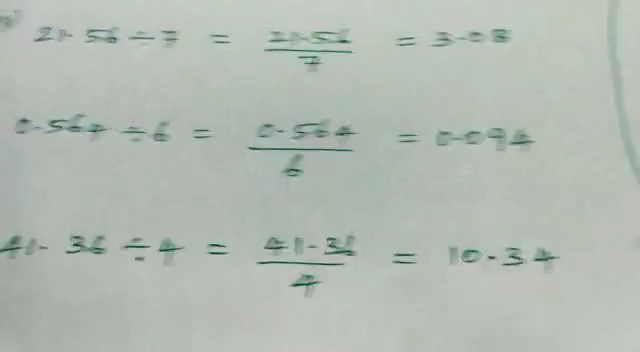 21.56 ÷ 7 = 21.56/7 = 3.08
0.564 ÷ 6 = 0.564/6 = 0.094
41.36 ÷ 4 = 41.36/4 = 10.34